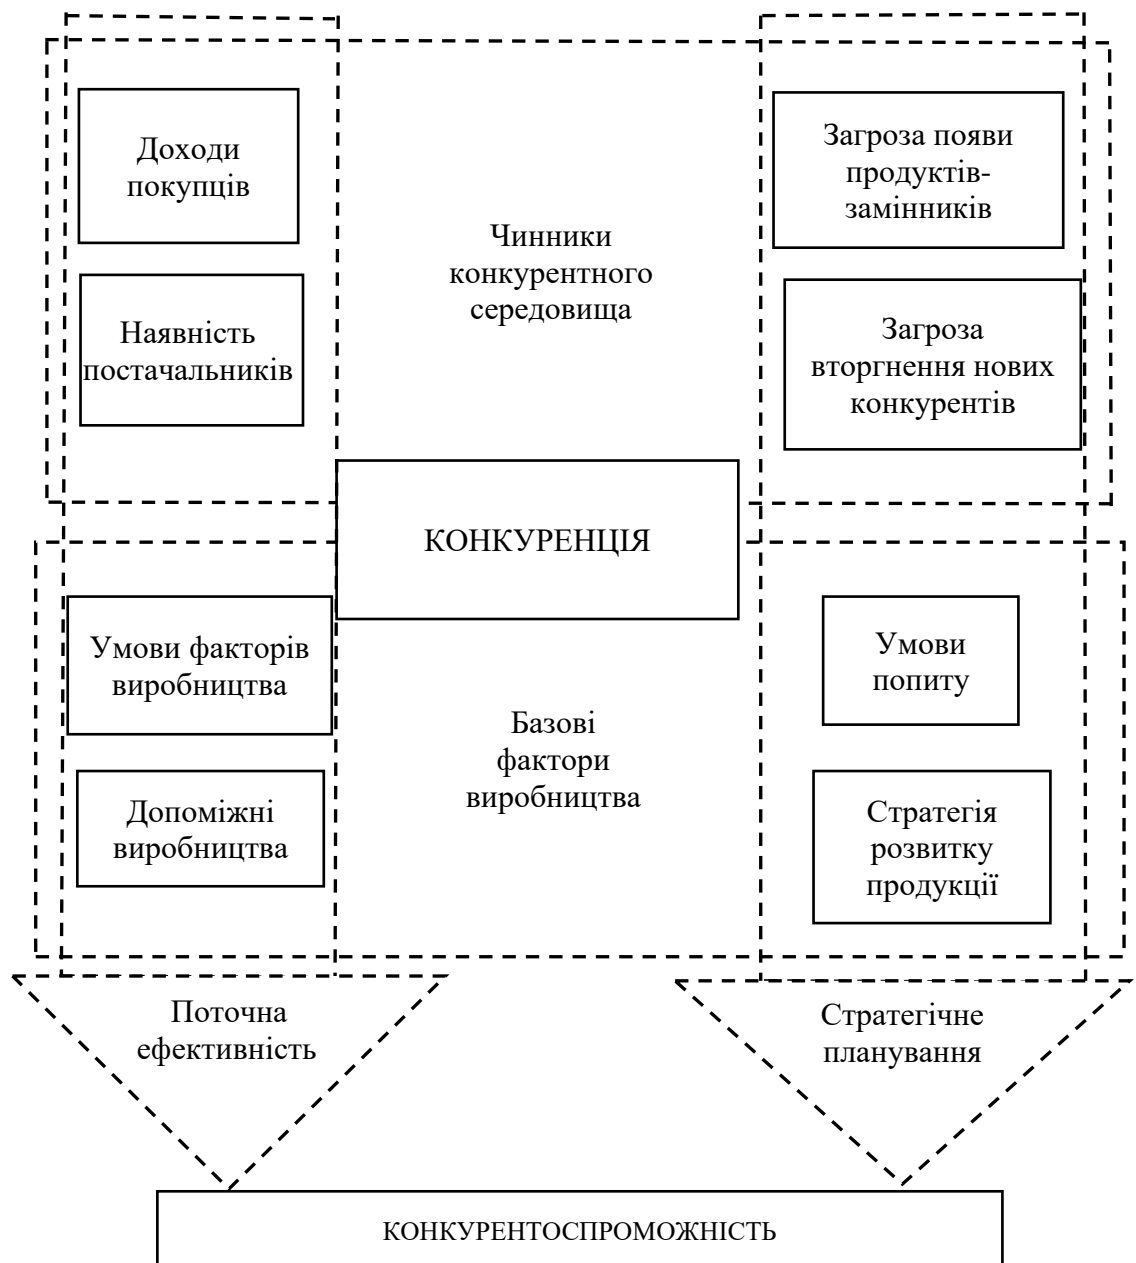 Доходи
покупців
Загроза появи
продуктів-
замінників
Чинники
конкурентного
середовища
Наявність
постачальників
Загроза
вторгнення нових
конкурентів
КОНКУРЕНЦІЯ
Умови факторів
виробництва
Умови
попиту
Базові
фактори
виробництва
Допоміжні
виробництва
Стратегія
розвитку
продукції
Поточна
ефективність
Стратегічне
планування
КОНКУРЕНТОСПРОМОЖНІСТЬ